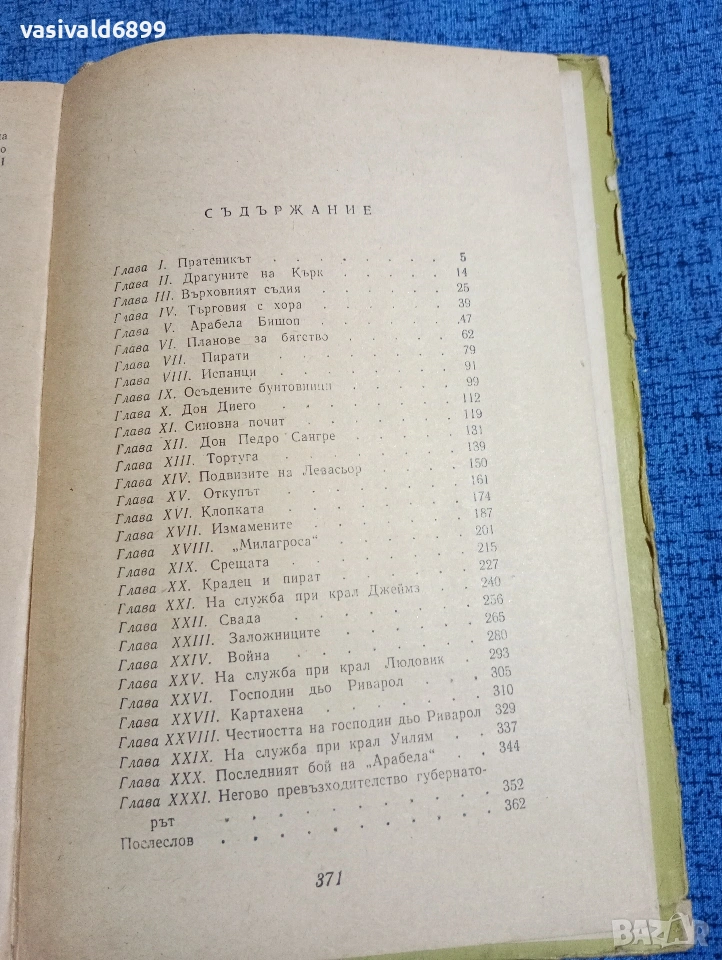 vasivald6899
да
о
I
СЪДЪРЖАНИЕ
Глава I. Пратеникът . . . . . . . 5
Глава II. Драгуните на Кърк . . . . 14
Глава III. Върховният съдия . . . . . 25
Глава IV. Търговия с хора . . . . . 39
Глава V. Арабела Бишоп . . . . . 47
Глава VI. Планове за бягство . . . . 62
Глава VII. Пирати . . . . . . 79
Глава VIII. Испанци . . . . . . 91
Глава IX. Осъдените бунтовници . . . . 99
Глава X. Дон Диего . . . . . . 112
Глава XI. Синовна почит . . . . . 119
Глава XII. Дон Педро Сангре . . . . 131
Глава XIII. Тортуга . . . . . . 139
Глава XIV. Подвизите на Левасьор . . . 150
Глава XV. Откупът . . . . . . 161
Глава XVI. Клопката . . . . . . 174
Глава XVII. Измамените . . . . . 187
Глава XVIII. „Милагроса“ . . . . . 201
Глава XIX. Срещата . . . . . . 215
Глава XX. Крадец и пират . . . . . 227
Глава XXI. На служба при крал Джеймз . . 240
Глава XXII. Свада . . . . . . 256
Глава XXIII. Заложниците . . . . . 265
Глава XXIV. Война . . . . . . 280
Глава XXV. На служба при крал Людовик . 293
Глава XXVI. Господин дьо Риварол . . . 305
Глава XXVII. Картахена . . . . . 310
Глава XXVIII. Честността на господин дьо Риварол 329
Глава XXIX. На служба при крал Уилям . . 337
Глава XXX. Последният бой на „Арабела“ . . 344
Глава XXXI. Негово превъзходителство губернато-
рът . . . . . . . . 352
Послеслов . . . . . . . . 362
371
BAZAR